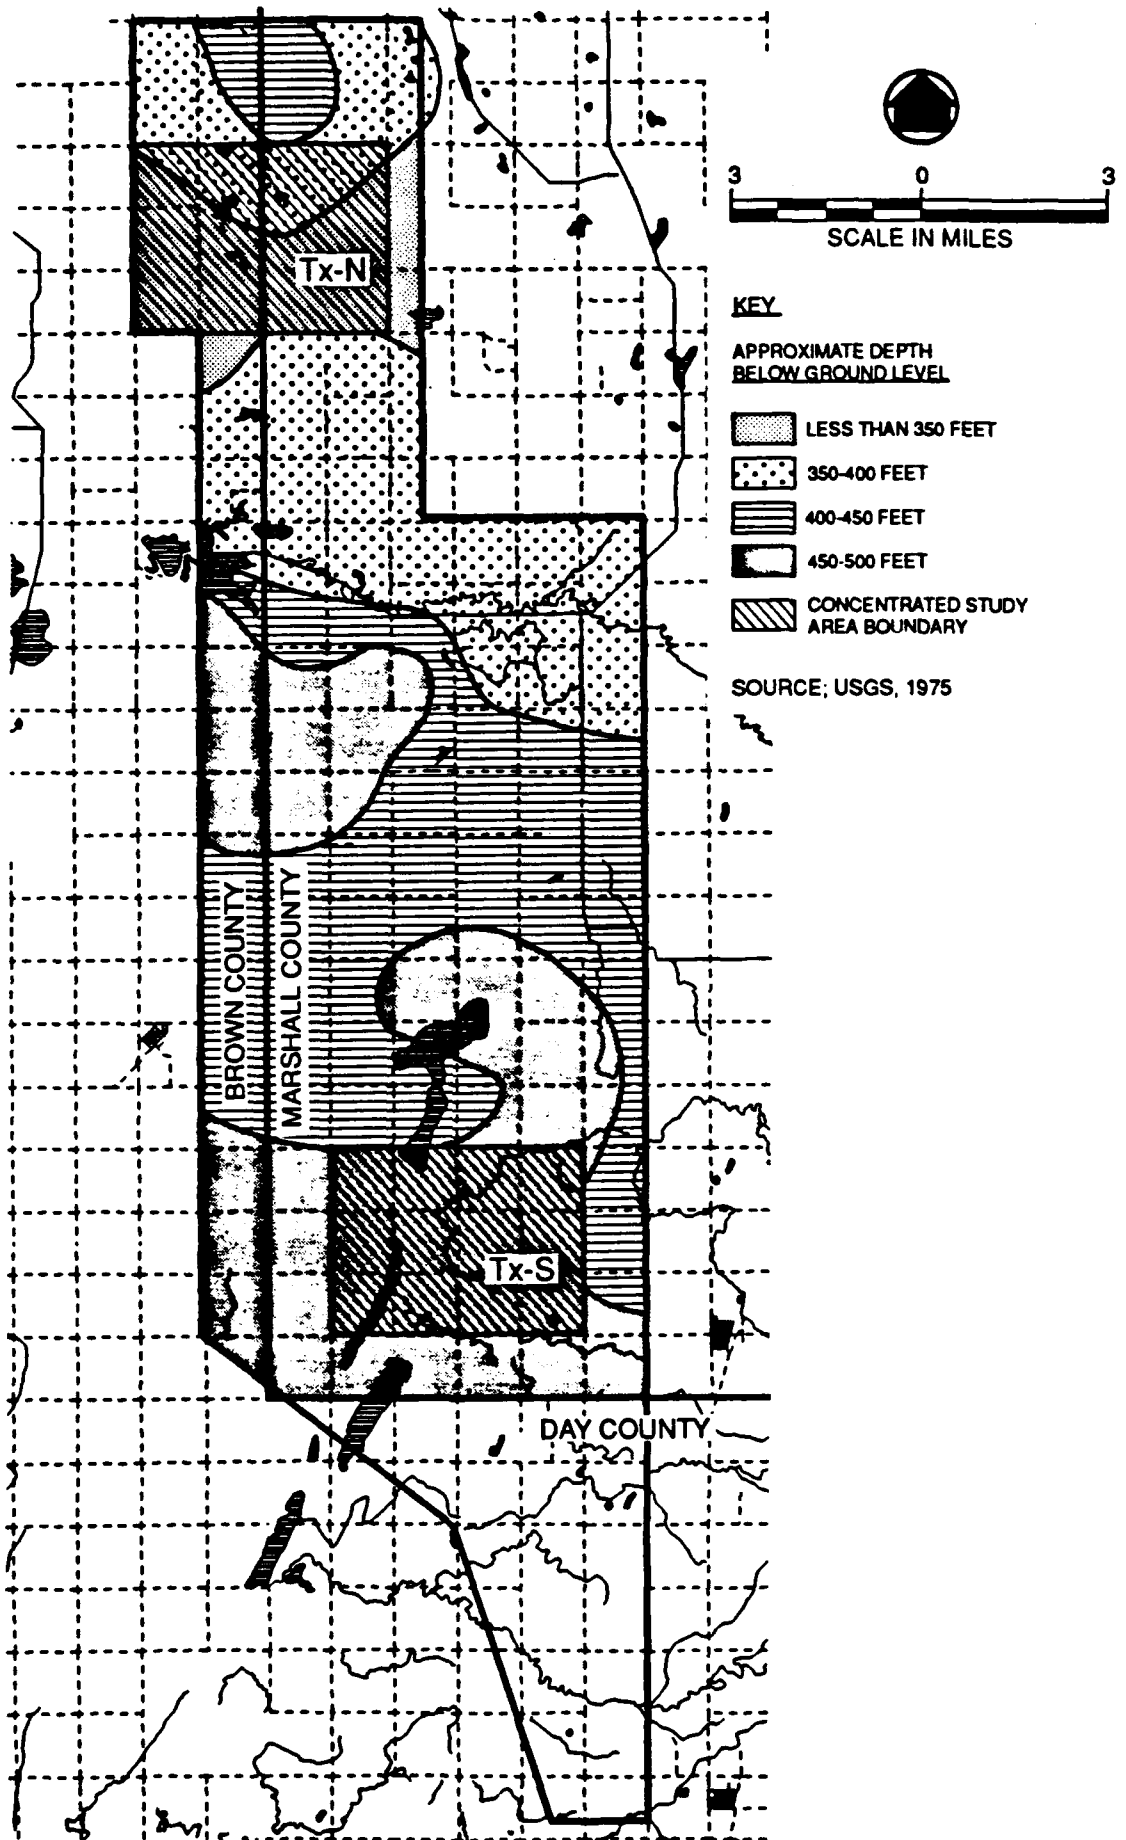 3 0 3
SCALE IN MILES
KEY
APPROXIMATE DEPTH
BELOW GROUND LEVEL
LESS THAN 350 FEET
350-400 FEET
400-450 FEET
450-500 FEET
CONCENTRATED STUDY
AREA BOUNDARY
SOURCE; USGS, 1975
Tx-N
BROWN COUNTY
MARSHALL COUNTY
Tx-S
DAY COUNTY